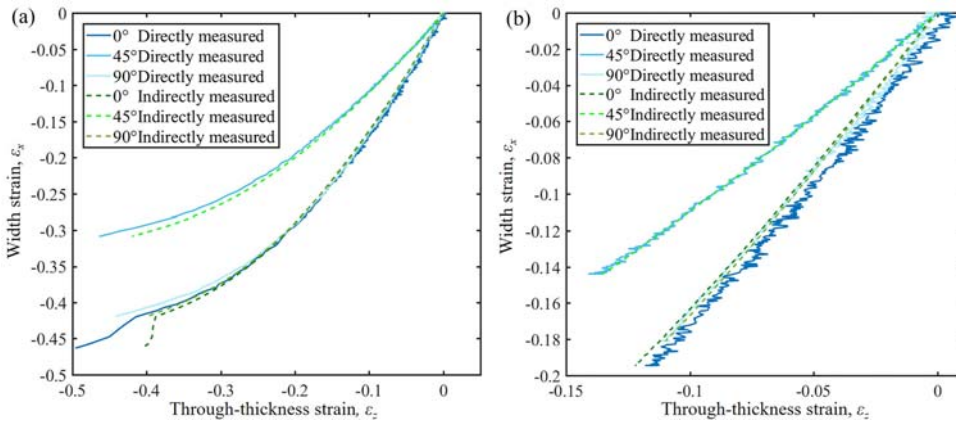 (a)
0° Directly measured
45°Directly measured
90°Directly measured
0° Indirectly measured
45°Indirectly measured
90°Indirectly measured
0
-0.05
-0.1
-0.15
-0.2
-0.25
-0.3
-0.35
-0.4
-0.45
-0.5
Width strain, εx
-0.5 -0.4 -0.3 -0.2 -0.1 0
Through-thickness strain, εz
(b)
0° Directly measured
45°Directly measured
90°Directly measured
0° Indirectly measured
45°Indirectly measured
90°Indirectly measured
0
-0.02
-0.04
-0.06
-0.08
-0.1
-0.12
-0.14
-0.16
-0.18
-0.2
Width strain, εx
-0.15 -0.1 -0.05 0
Through-thickness strain, εz